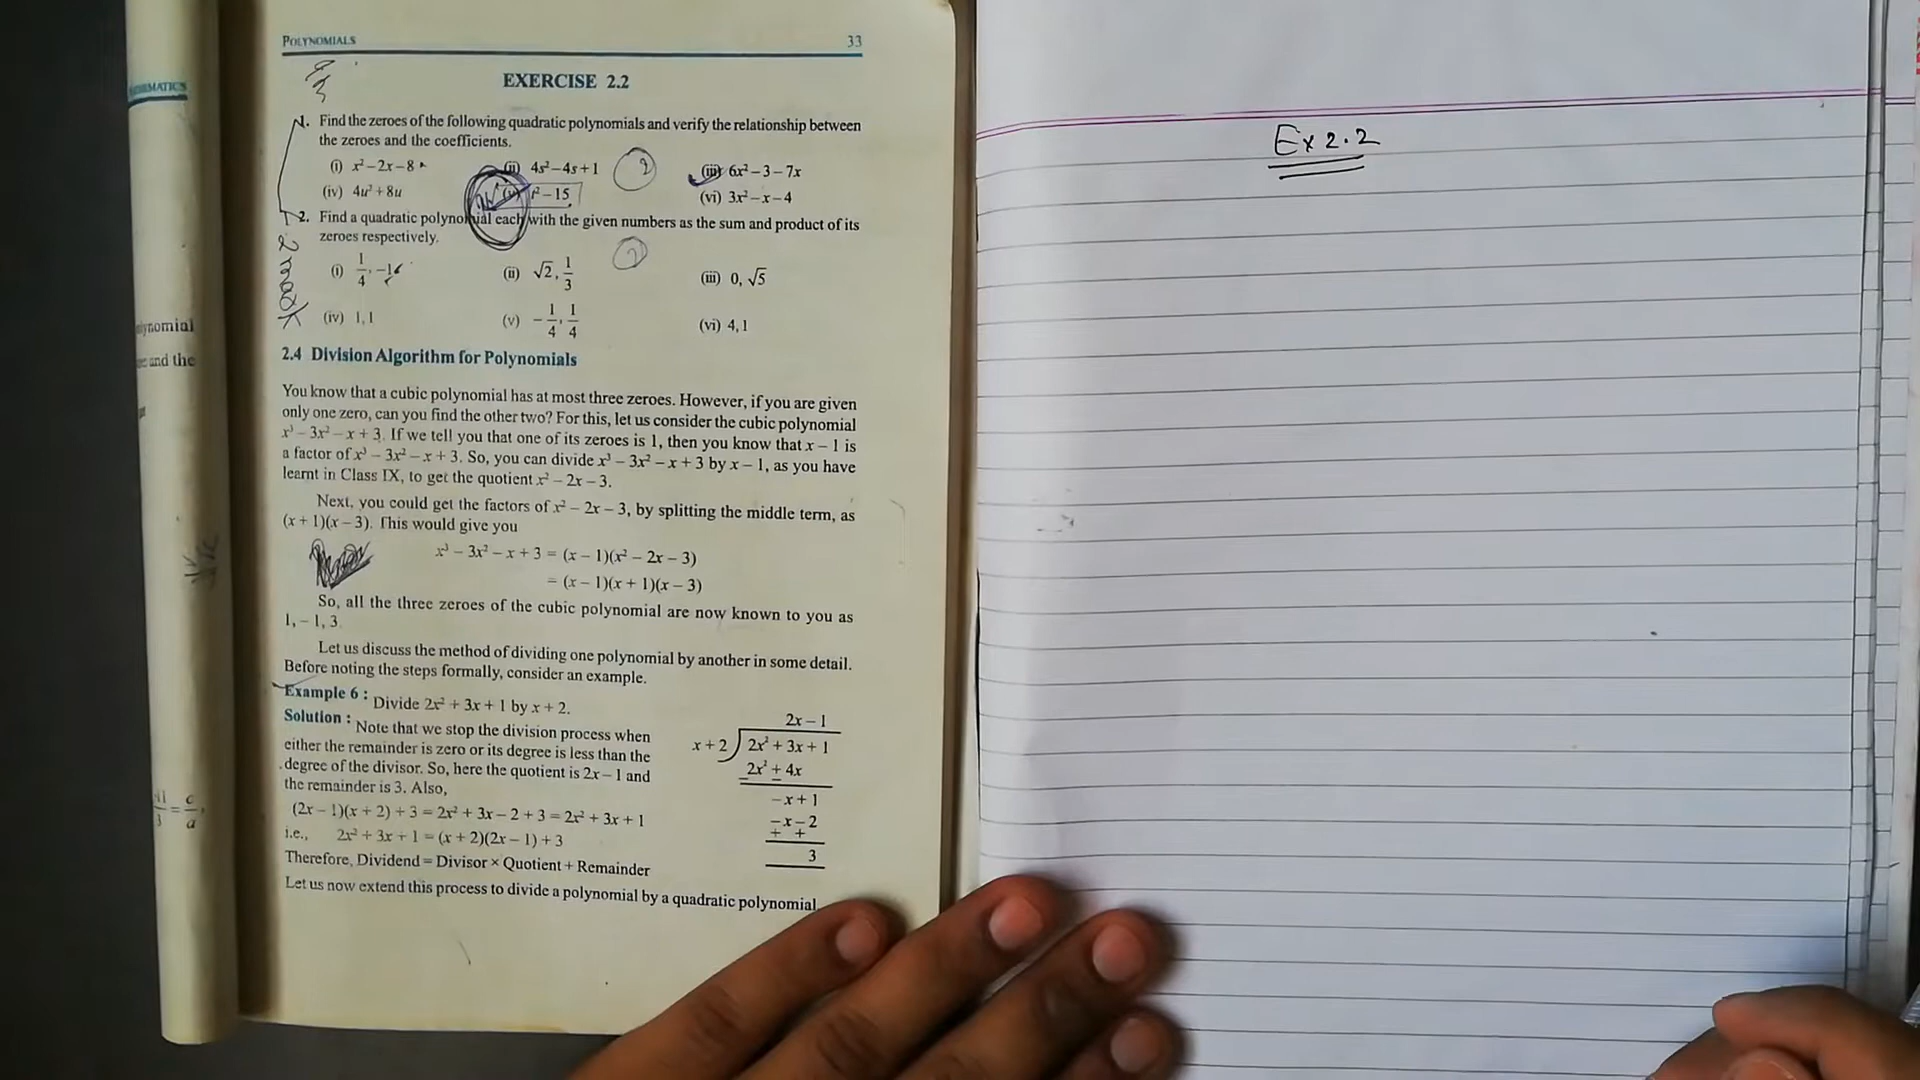 POLYNOMIALS 33
EXERCISE 2.2
1. Find the zeroes of the following quadratic polynomials and verify the relationship between
the zeroes and the coefficients.
(i) x² – 2x – 8 (ii) 4s² – 4s + 1 (iii) 6x² – 3 – 7x
(iv) 4u² + 8u (v) t² – 15 (vi) 3x² – x – 4
2. Find a quadratic polynomial each with the given numbers as the sum and product of its
zeroes respectively.
(i) 1/4, –1 (ii) √2, 1/3 (iii) 0, √5
(iv) 1, 1 (v) –1/4, 1/4 (vi) 4, 1
2 mark
2.4 Division Algorithm for Polynomials
You know that a cubic polynomial has at most three zeroes. However, if you are given
only one zero, can you find the other two? For this, let us consider the cubic polynomial
x³ – 3x² – x + 3. If we tell you that one of its zeroes is 1, then you know that x – 1 is
a factor of x³ – 3x² – x + 3. So, you can divide x³ – 3x² – x + 3 by x – 1, as you have
learnt in Class IX, to get the quotient x² – 2x – 3.
Next, you could get the factors of x² – 2x – 3, by splitting the middle term, as
(x + 1)(x – 3). This would give you
x³ – 3x² – x + 3 = (x – 1)(x² – 2x – 3)
= (x – 1)(x + 1)(x – 3)
So, all the three zeroes of the cubic polynomial are now known to you as
1, – 1, 3.
Let us discuss the method of dividing one polynomial by another in some detail.
Before noting the steps formally, consider an example.
Example 6 : Divide 2x² + 3x + 1 by x + 2.
Solution : Note that we stop the division process when
either the remainder is zero or its degree is less than the
degree of the divisor. So, here the quotient is 2x – 1 and
the remainder is 3. Also,
(2x – 1)(x + 2) + 3 = 2x² + 3x – 2 + 3 = 2x² + 3x + 1
i.e., 2x² + 3x + 1 = (x + 2)(2x – 1) + 3
Therefore, Dividend = Divisor × Quotient + Remainder
Let us now extend this process to divide a polynomial by a quadratic polynomial.
2x – 1
x + 2 2x² + 3x + 1
2x² + 4x
– –
– x + 1
– x – 2
+ +
3
Ex 2.2
and the
c/a